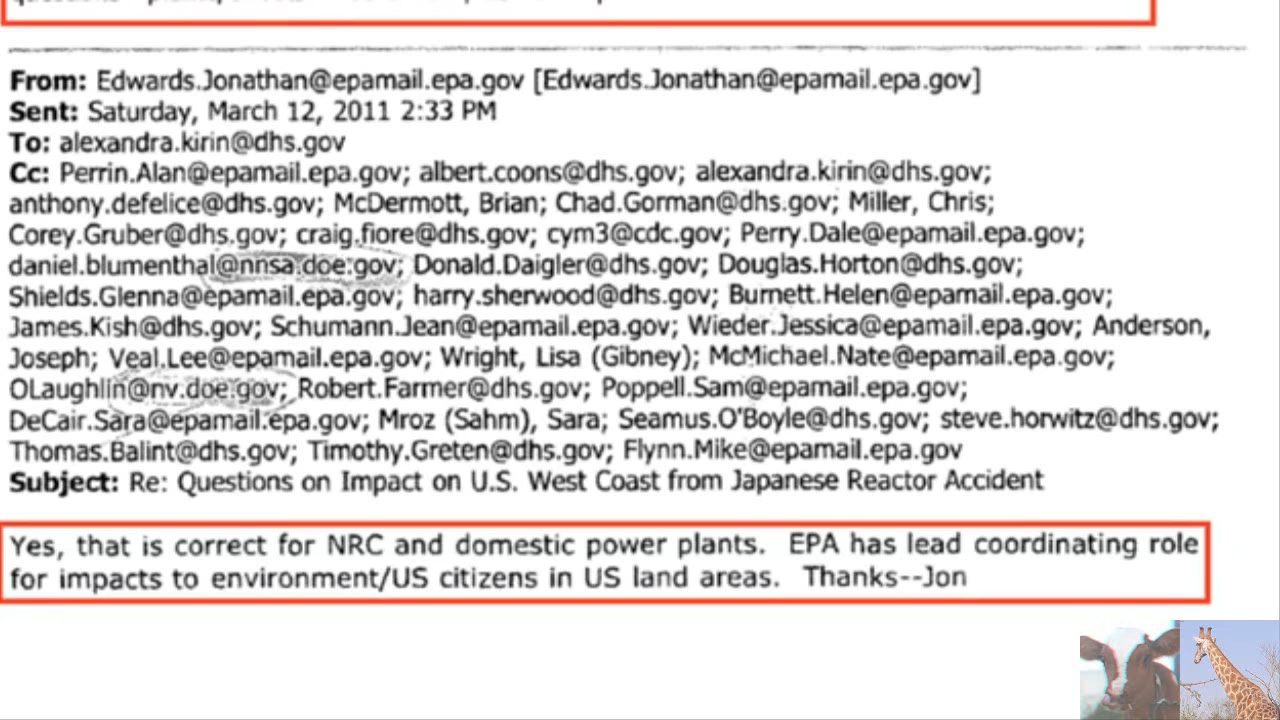 From: Edwards.Jonathan@epamail.epa.gov [Edwards.Jonathan@epamail.epa.gov]
Sent: Saturday, March 12, 2011 2:33 PM
To: alexandra.kirin@dhs.gov
Cc: Perrin.Alan@epamail.epa.gov; albert.coons@dhs.gov; alexandra.kirin@dhs.gov;
anthony.defelice@dhs.gov; McDermott, Brian; Chad.Gorman@dhs.gov; Miller, Chris;
Corey.Gruber@dhs.gov; craig.fiore@dhs.gov; cym3@cdc.gov; Perry.Dale@epamail.epa.gov;
daniel.blumenthal@nnsa.doe.gov; Donald.Daigler@dhs.gov; Douglas.Horton@dhs.gov;
Shields.Glenna@epamail.epa.gov; harry.sherwood@dhs.gov; Burnett.Helen@epamail.epa.gov;
James.Kish@dhs.gov; Schumann.Jean@epamail.epa.gov; Wieder.Jessica@epamail.epa.gov; Anderson,
Joseph; Veal.Lee@epamail.epa.gov; Wright, Lisa (Gibney); McMichael.Nate@epamail.epa.gov;
OLaughlin@nv.doe.gov; Robert.Farmer@dhs.gov; Poppell.Sam@epamail.epa.gov;
DeCair.Sara@epamail.epa.gov; Mroz (Sahm), Sara; Seamus.O'Boyle@dhs.gov; steve.horwitz@dhs.gov;
Thomas.Balint@dhs.gov; Timothy.Greten@dhs.gov; Flynn.Mike@epamail.epa.gov
Subject: Re: Questions on Impact on U.S. West Coast from Japanese Reactor Accident
Yes, that is correct for NRC and domestic power plants. EPA has lead coordinating role
for impacts to environment/US citizens in US land areas. Thanks--Jon